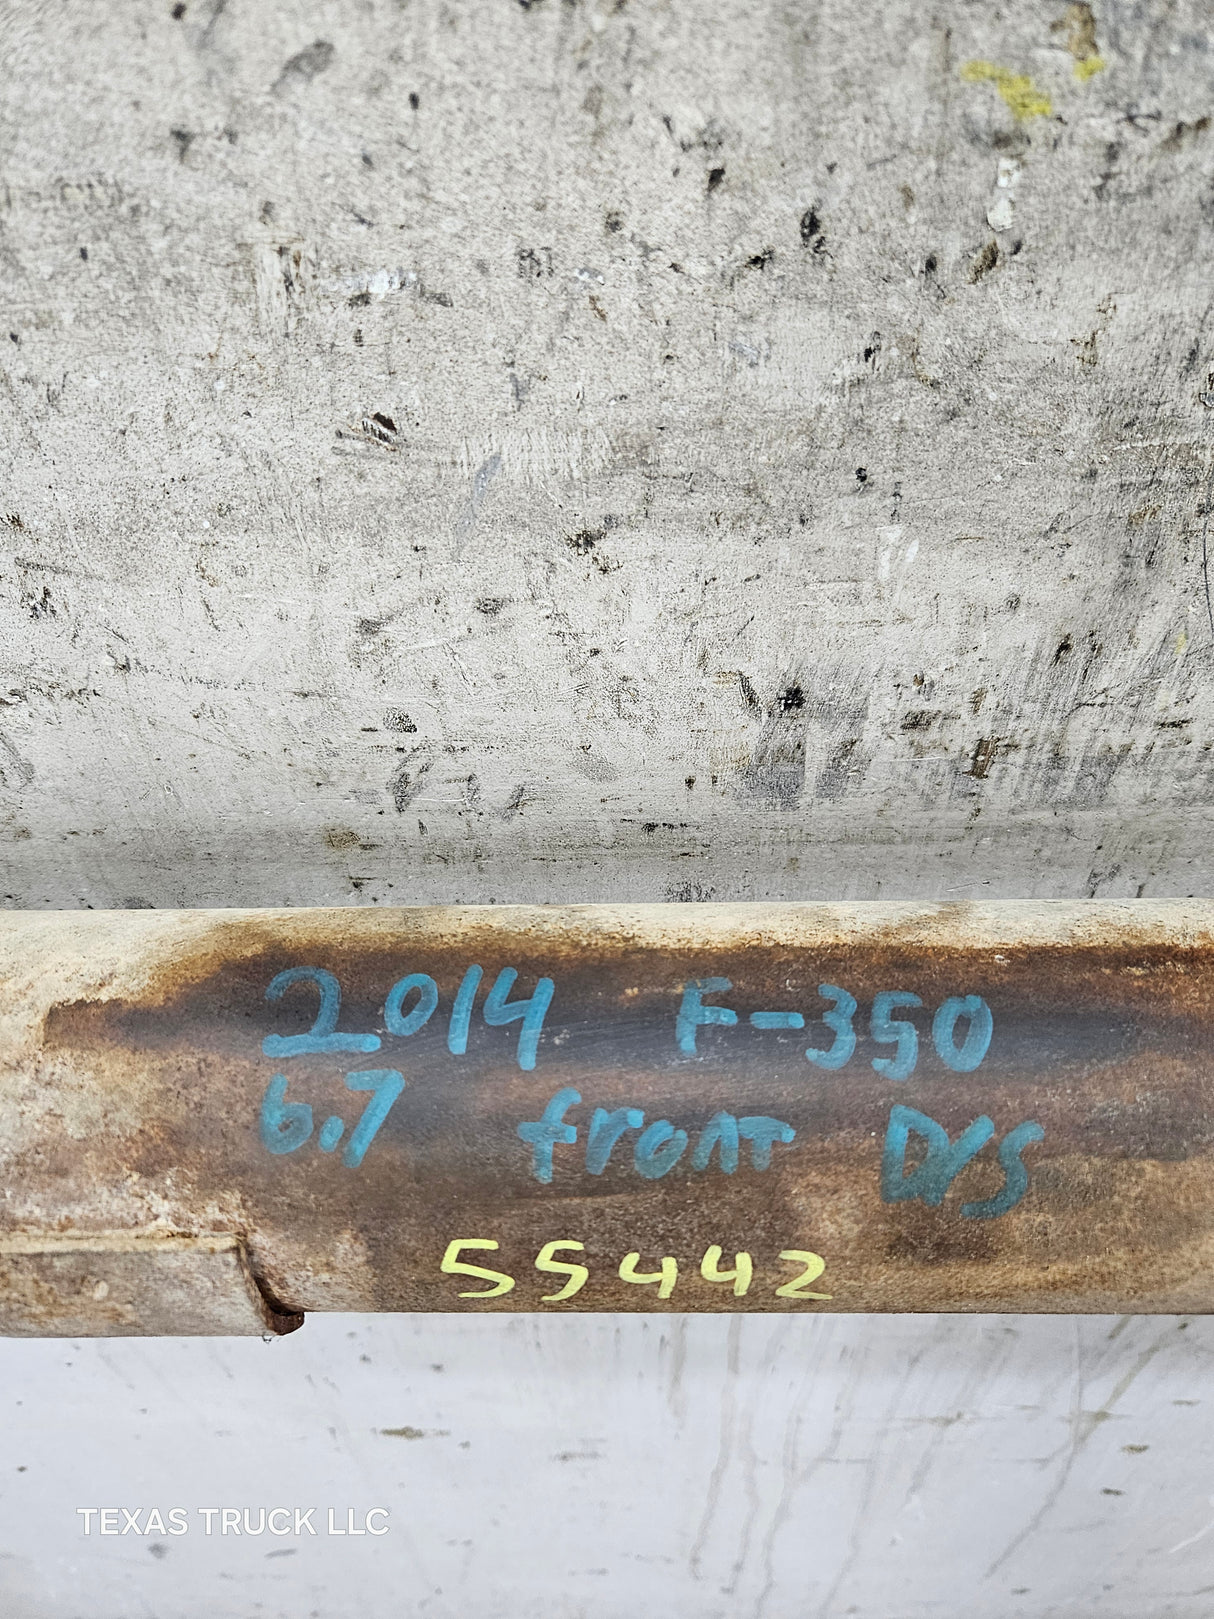 2014 F-350
6.7 front D/S
55442
TEXAS TRUCK LLC